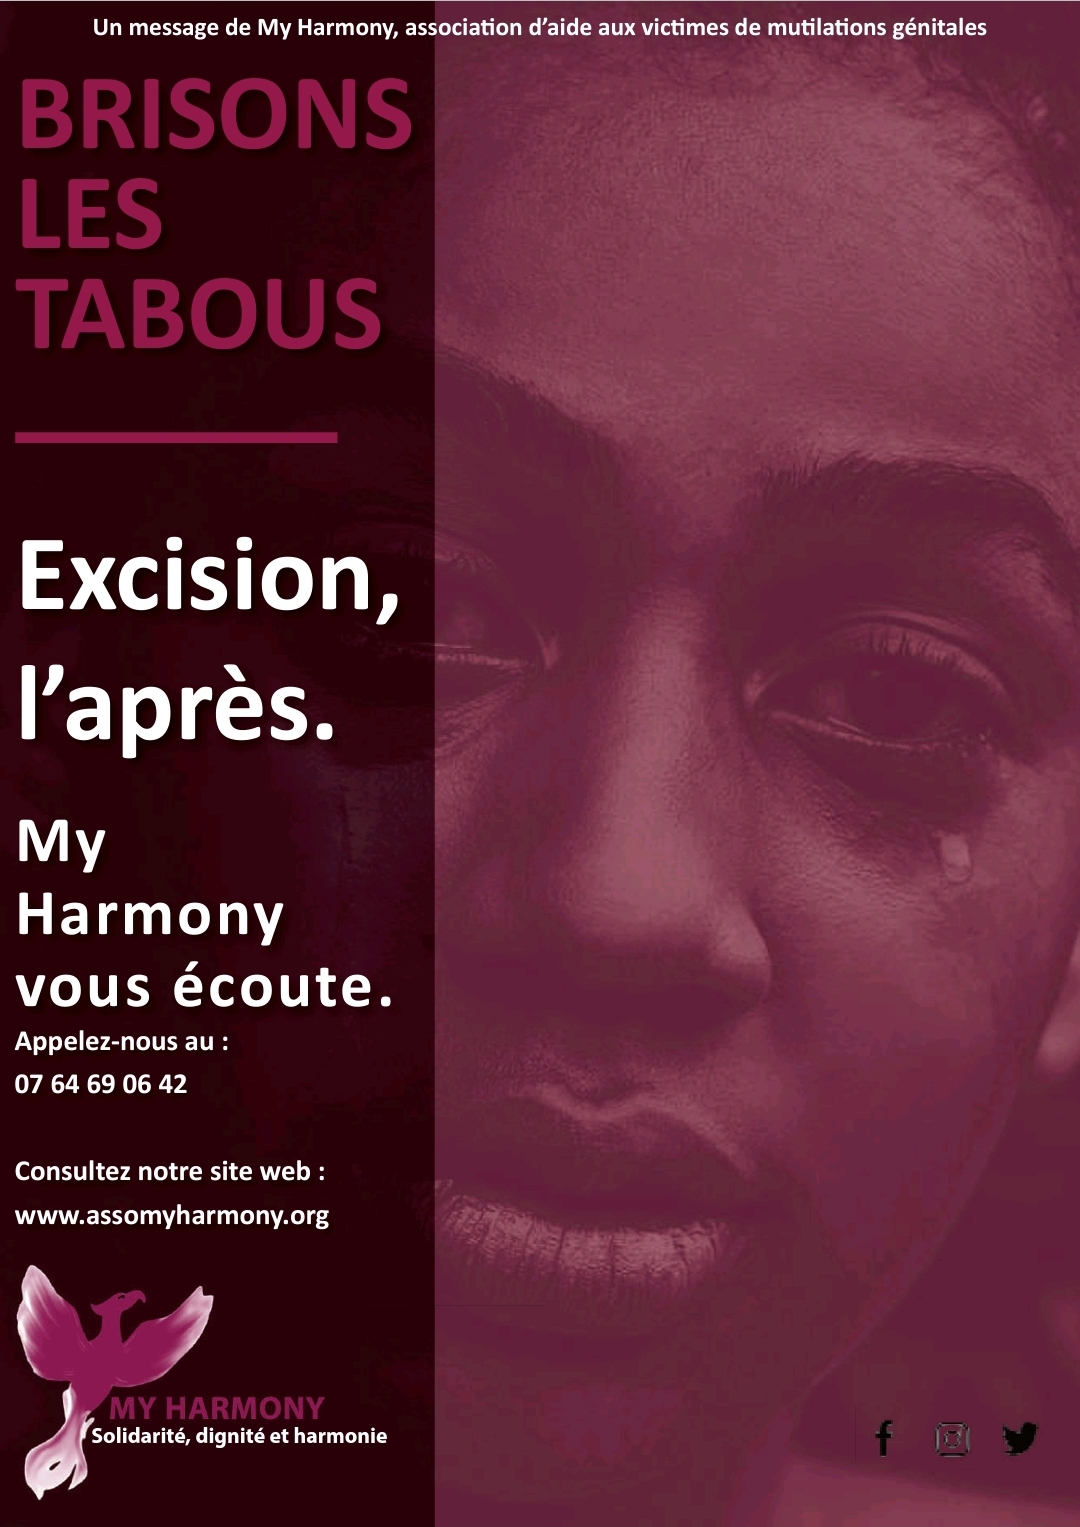 Un message de My Harmony, association d’aide aux victimes de mutilations génitales
BRISONS
LES
TABOUS
Excision,
l’après.
My
Harmony
vous écoute.
Appelez-nous au :
07 64 69 06 42
Consultez notre site web :
www.assomyharmony.org
MY HARMONY
Solidarité, dignité et harmonie